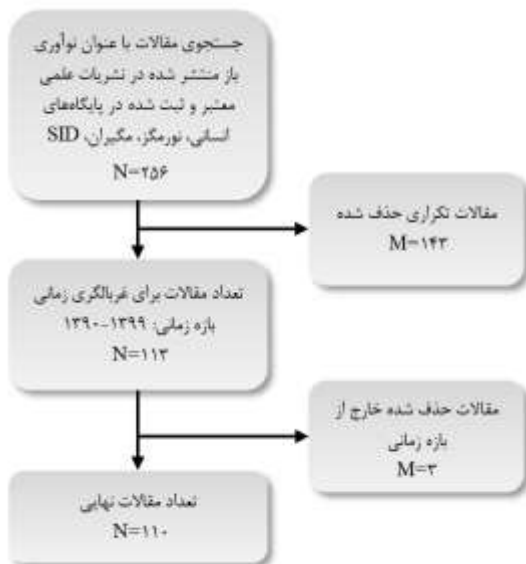 جستجوی مقالات با عنوان نوآوری
باز منتشر شده در نشریات علمی
معتبر و ثبت شده در پایگاه‌های
انسانی، نورمگز، مگیران، SID
N=۲۵۶
مقالات تکراری حذف شده
M=۱۴۳
تعداد مقالات برای غربالگری زمانی
بازه زمانی: ۱۳۹۹-۱۳۹۰
N=۱۱۳
مقالات حذف شده خارج از
بازه زمانی
M=۳
تعداد مقالات نهایی
N=۱۱۰